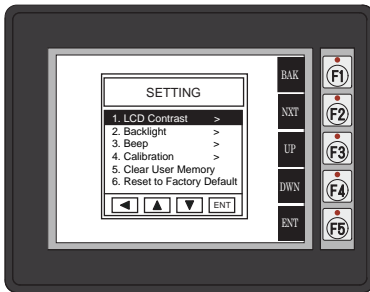 SETTING
1. LCD Contrast >
2. Backlight >
3. Beep >
4. Calibration >
5. Clear User Memory
6. Reset to Factory Default
ENT
BAK
NXT
UP
DWN
ENT
F1
F2
F3
F4
F5